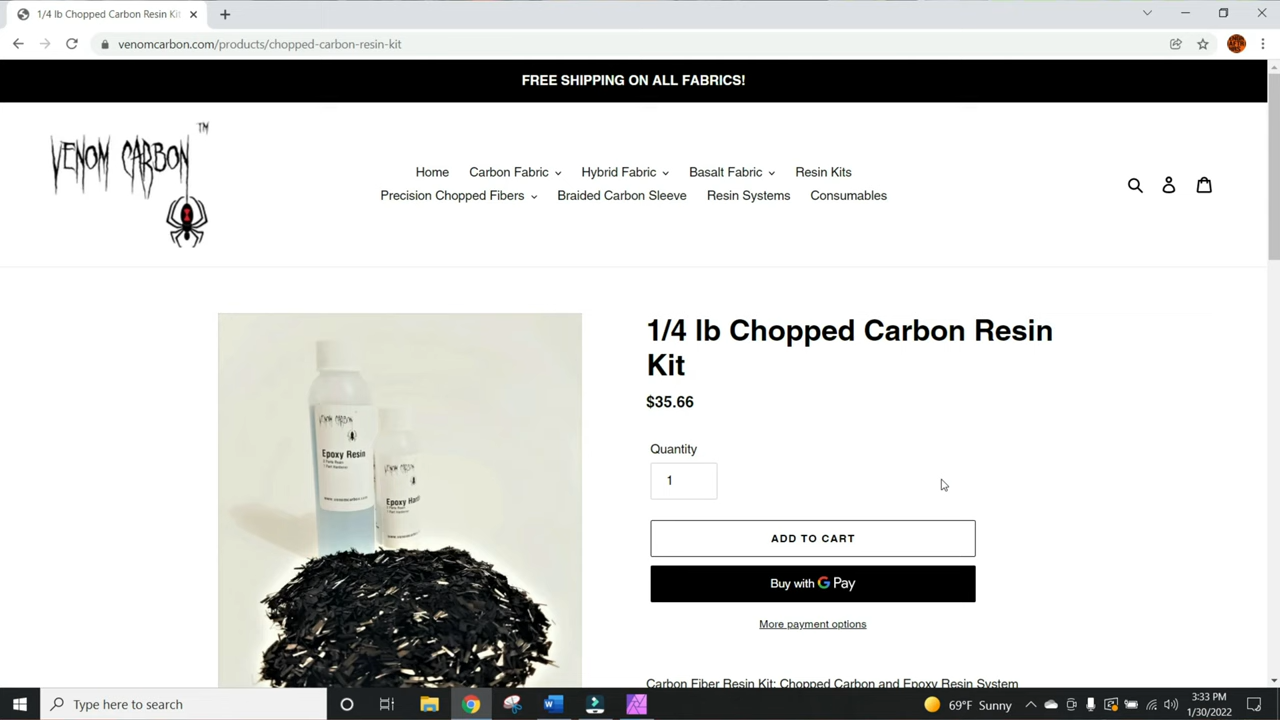 1/4 lb Chopped Carbon Resin Kit
venomcarbon.com/products/chopped-carbon-resin-kit
FREE SHIPPING ON ALL FABRICS!
VENOM CARBON TM
Home Carbon Fabric Hybrid Fabric Basalt Fabric Resin Kits
Precision Chopped Fibers Braided Carbon Sleeve Resin Systems Consumables
1/4 lb Chopped Carbon Resin
Kit
$35.66
Quantity
1
ADD TO CART
Buy with G Pay
More payment options
Carbon Fiber Resin Kit: Chopped Carbon and Epoxy Resin System
VENOM CARBON
Epoxy Resin
VENOM CARBON
Epoxy
Type here to search
69°F Sunny
3:33 PM
1/30/2022